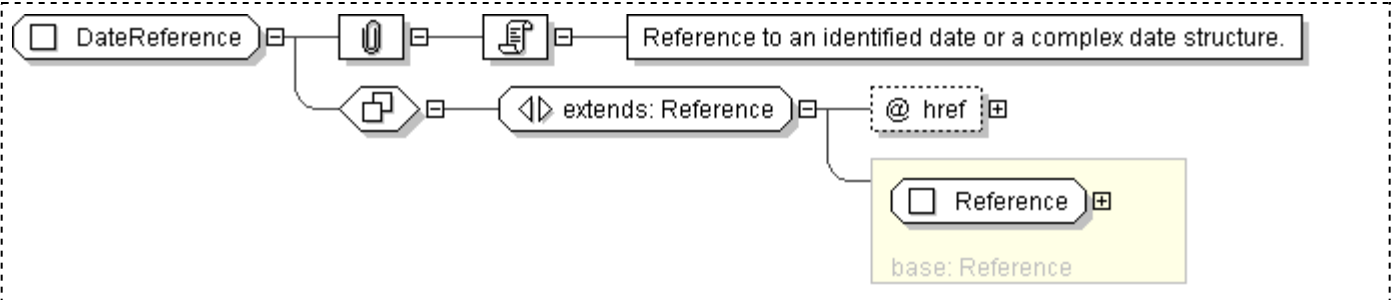 DateReference
Reference to an identified date or a complex date structure.
extends: Reference
@ href
Reference
base: Reference